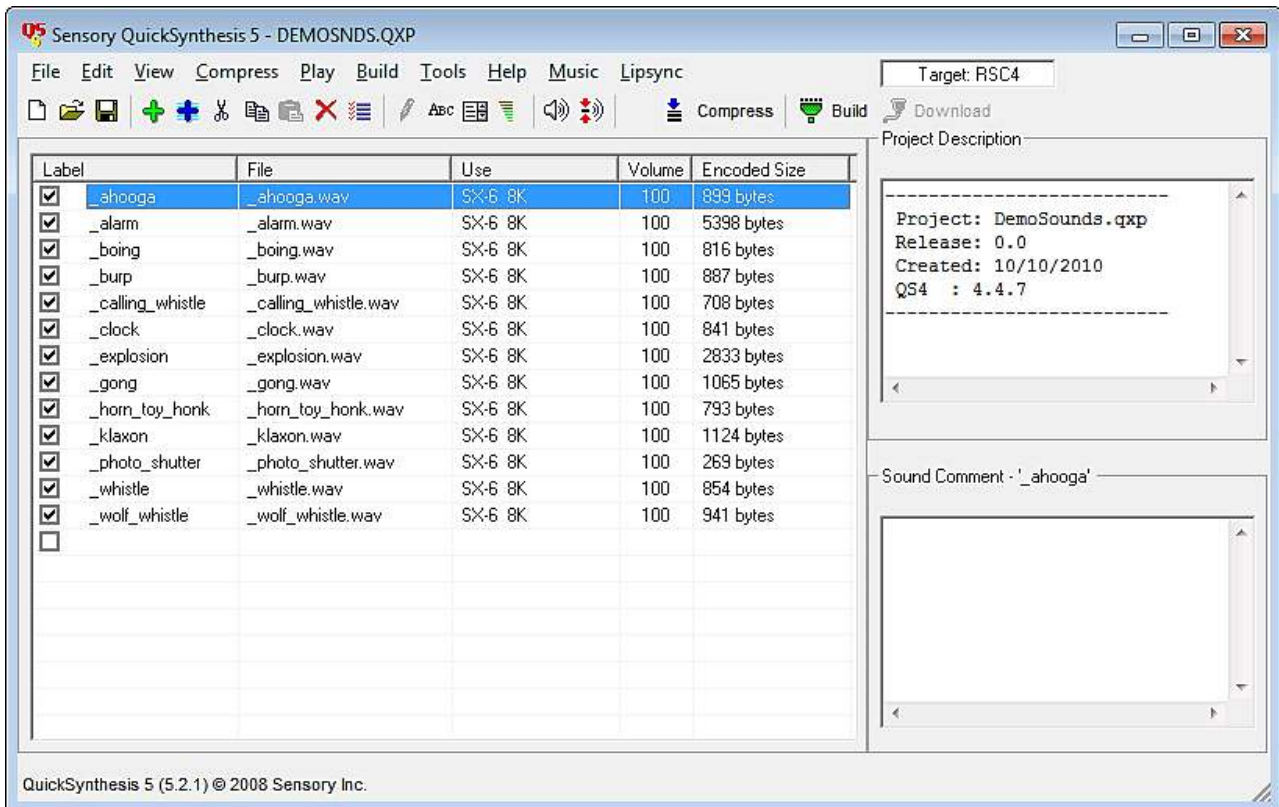 QS5 Sensory QuickSynthesis 5 - DEMOSNDS.QXP
File Edit View Compress Play Build Tools Help Music Lipsync Target: RSC4
ABC Compress Build Download
Project Description
Label File Use Volume Encoded Size
_ahooga _ahooga.wav SX-6 8K 100 899 bytes
_alarm _alarm.wav SX-6 8K 100 5398 bytes
_boing _boing.wav SX-6 8K 100 816 bytes
_burp _burp.wav SX-6 8K 100 887 bytes
_calling_whistle _calling_whistle.wav SX-6 8K 100 708 bytes
_clock _clock.wav SX-6 8K 100 841 bytes
_explosion _explosion.wav SX-6 8K 100 2833 bytes
_gong _gong.wav SX-6 8K 100 1065 bytes
_horn_toy_honk _horn_toy_honk.wav SX-6 8K 100 793 bytes
_klaxon _klaxon.wav SX-6 8K 100 1124 bytes
_photo_shutter _photo_shutter.wav SX-6 8K 100 269 bytes
_whistle _whistle.wav SX-6 8K 100 854 bytes
_wolf_whistle _wolf_whistle.wav SX-6 8K 100 941 bytes
--------------------------
Project: DemoSounds.qxp
Release: 0.0
Created: 10/10/2010
QS4 : 4.4.7
--------------------------
Sound Comment - '_ahooga'
QuickSynthesis 5 (5.2.1) © 2008 Sensory Inc.